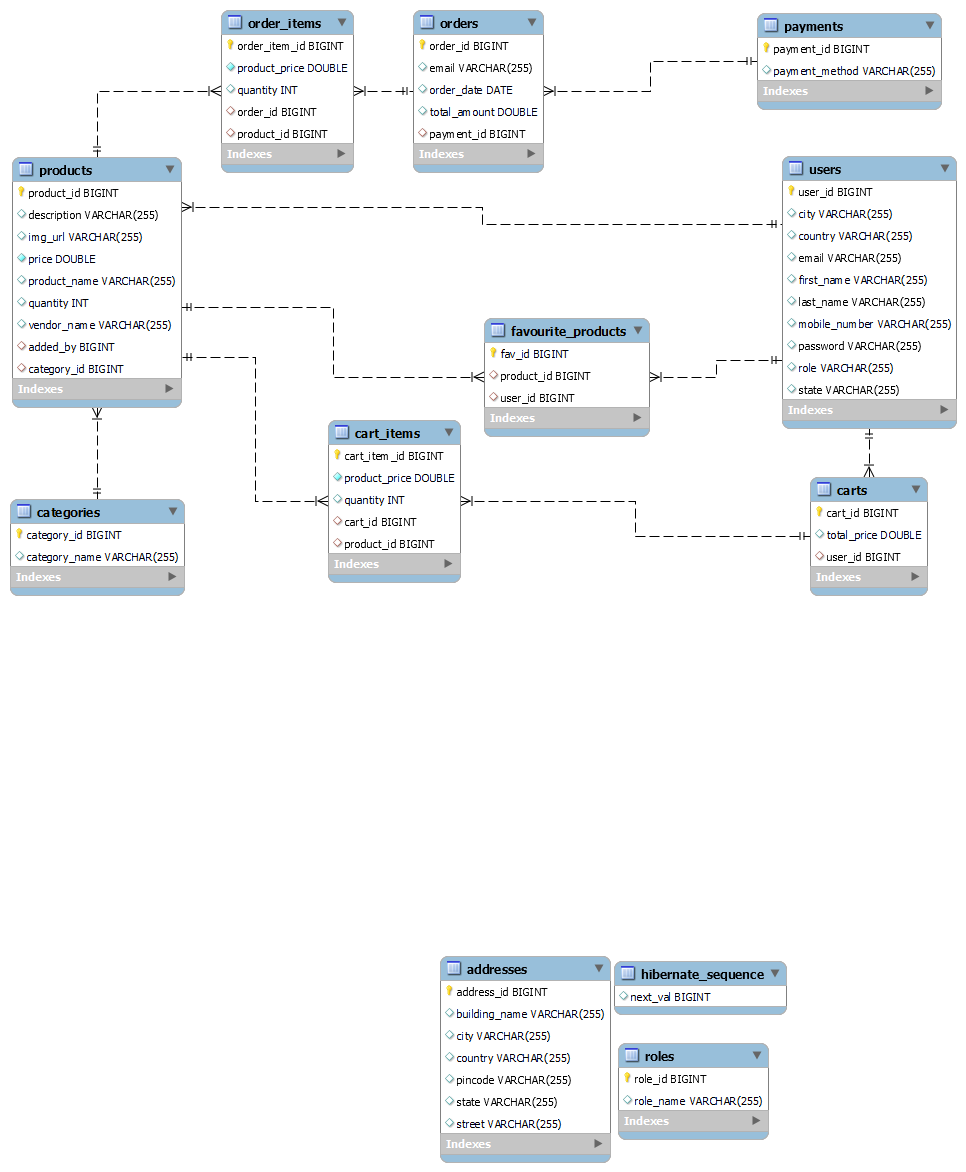 order_items
order_item_id BIGINT
product_price DOUBLE
quantity INT
order_id BIGINT
product_id BIGINT
Indexes
orders
order_id BIGINT
email VARCHAR(255)
order_date DATE
total_amount DOUBLE
payment_id BIGINT
Indexes
payments
payment_id BIGINT
payment_method VARCHAR(255)
Indexes
products
product_id BIGINT
description VARCHAR(255)
img_url VARCHAR(255)
price DOUBLE
product_name VARCHAR(255)
quantity INT
vendor_name VARCHAR(255)
added_by BIGINT
category_id BIGINT
Indexes
users
user_id BIGINT
city VARCHAR(255)
country VARCHAR(255)
email VARCHAR(255)
first_name VARCHAR(255)
last_name VARCHAR(255)
mobile_number VARCHAR(255)
password VARCHAR(255)
role VARCHAR(255)
state VARCHAR(255)
Indexes
favourite_products
fav_id BIGINT
product_id BIGINT
user_id BIGINT
Indexes
cart_items
cart_item_id BIGINT
product_price DOUBLE
quantity INT
cart_id BIGINT
product_id BIGINT
Indexes
carts
cart_id BIGINT
total_price DOUBLE
user_id BIGINT
Indexes
categories
category_id BIGINT
category_name VARCHAR(255)
Indexes
addresses
address_id BIGINT
building_name VARCHAR(255)
city VARCHAR(255)
country VARCHAR(255)
pincode VARCHAR(255)
state VARCHAR(255)
street VARCHAR(255)
Indexes
hibernate_sequence
next_val BIGINT
roles
role_id BIGINT
role_name VARCHAR(255)
Indexes